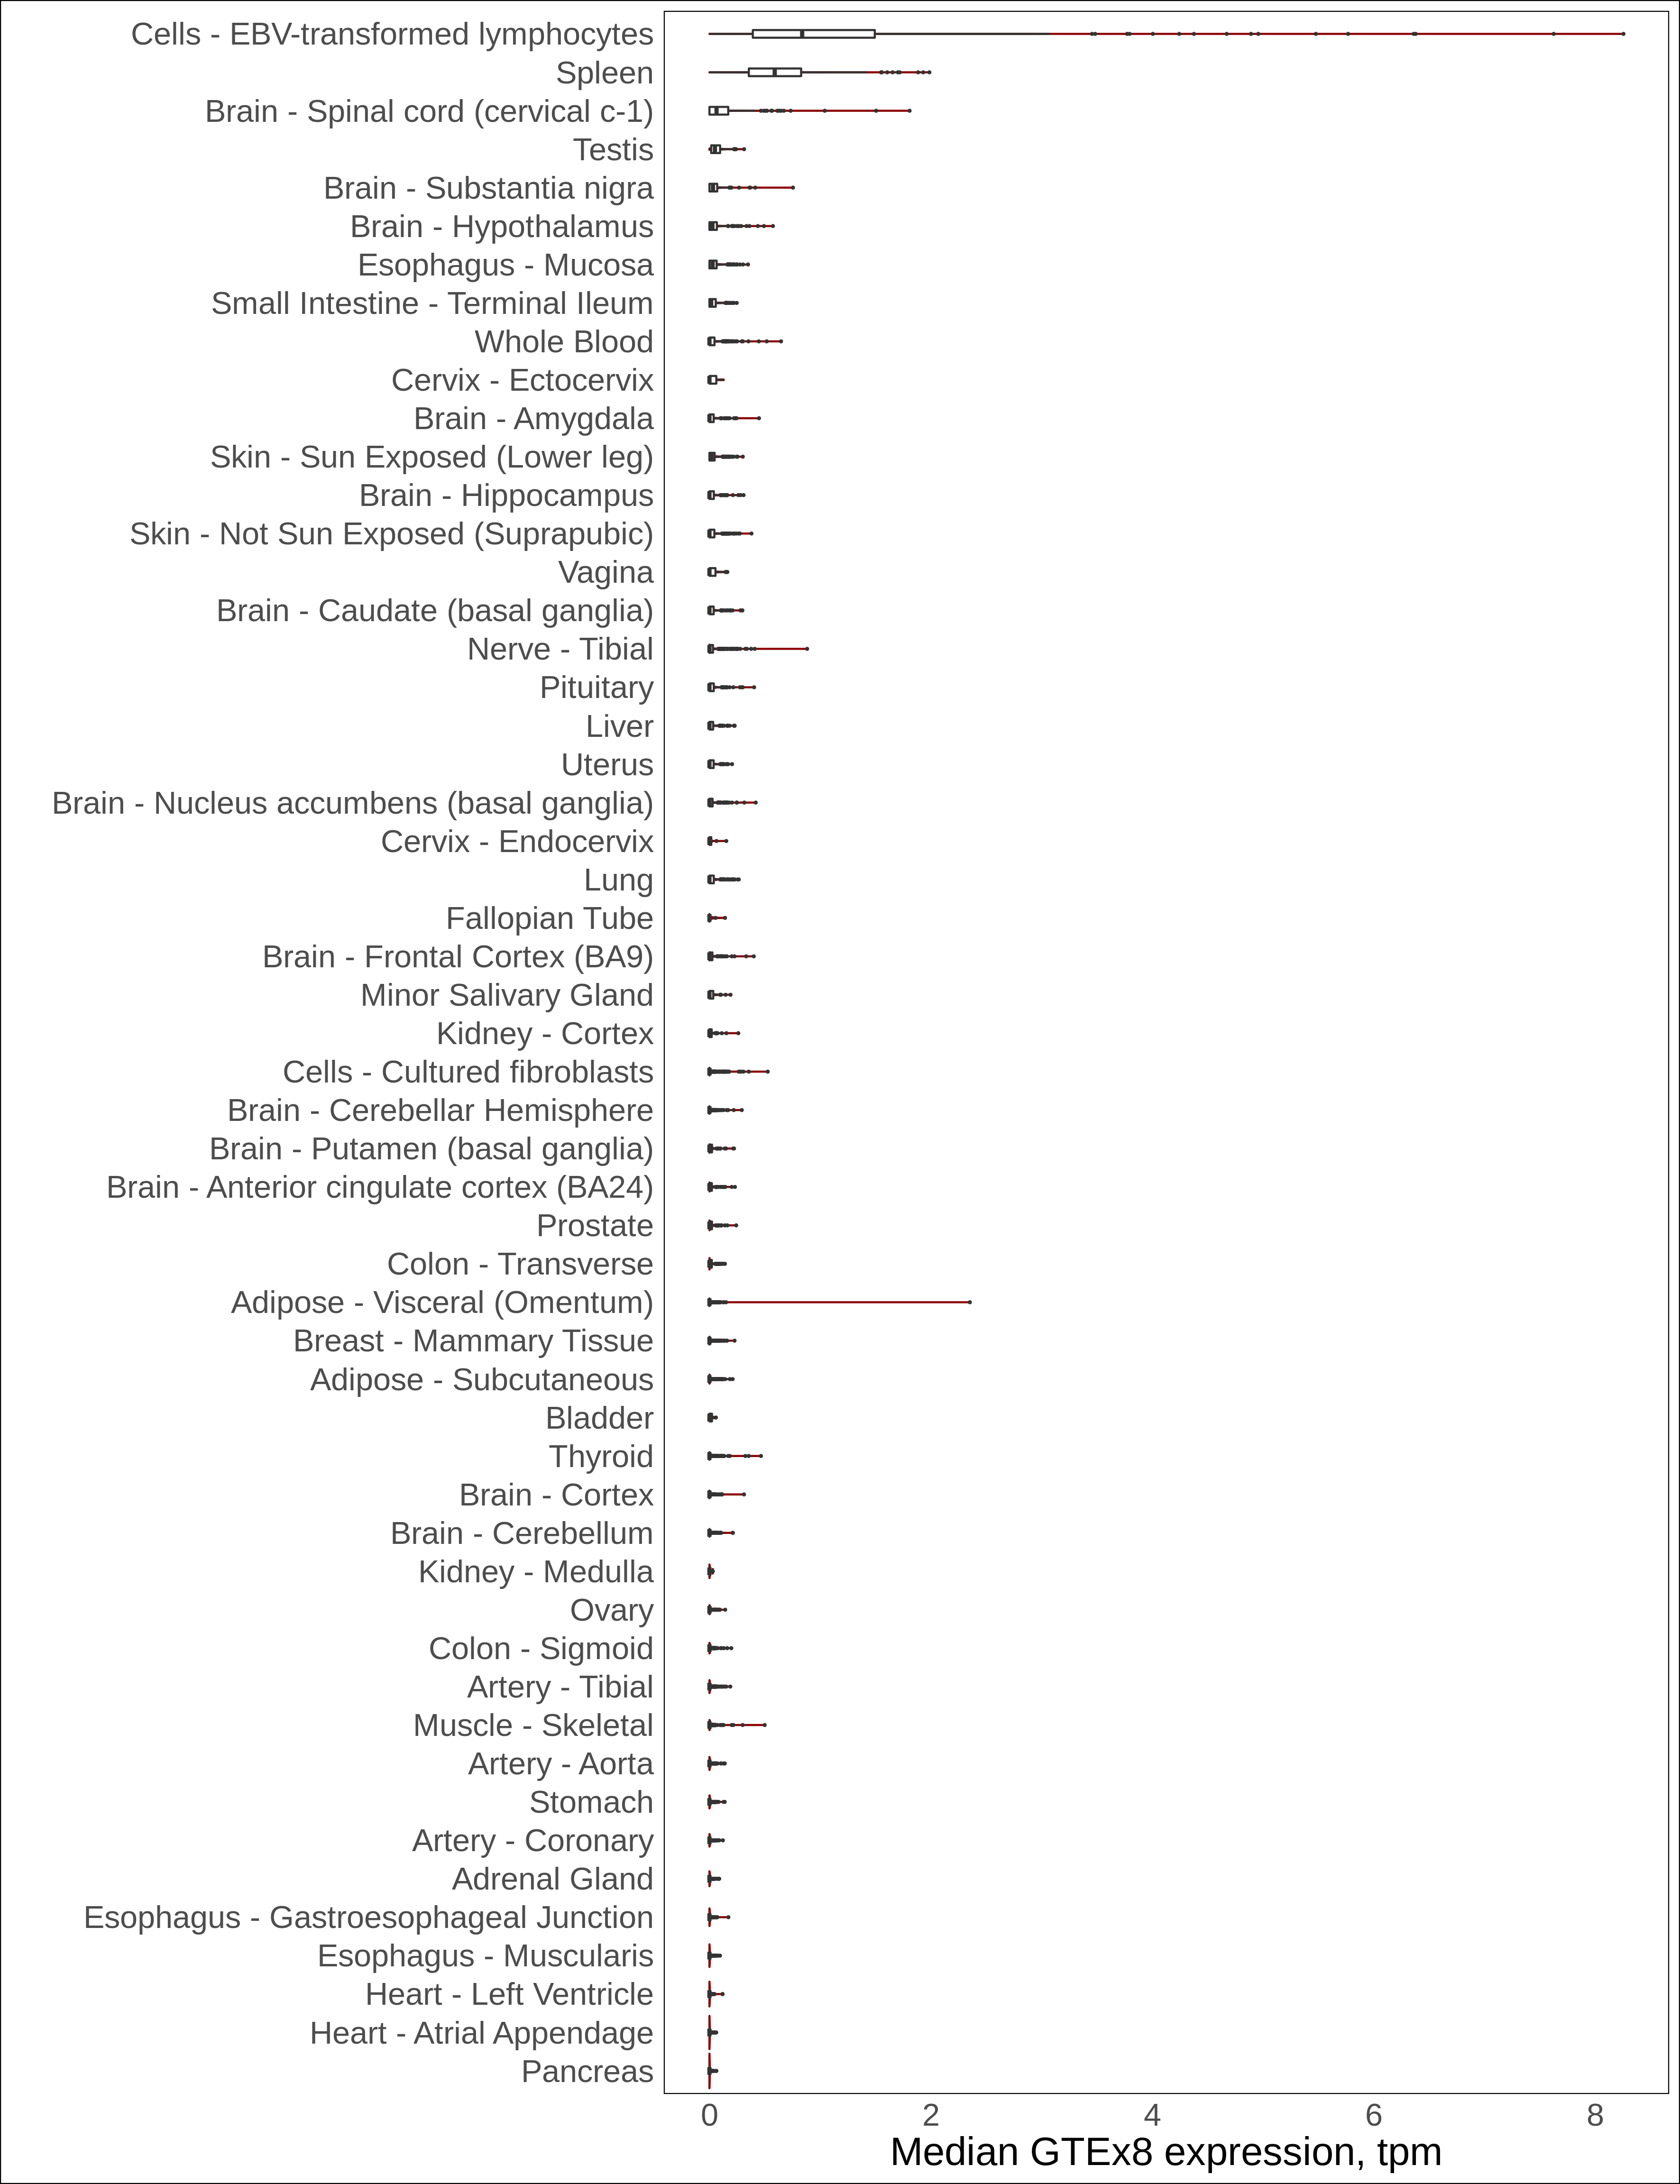 Cells - EBV-transformed lymphocytes
Spleen
Brain - Spinal cord (cervical c-1)
Testis
Brain - Substantia nigra
Brain - Hypothalamus
Esophagus - Mucosa
Small Intestine - Terminal Ileum
Whole Blood
Cervix - Ectocervix
Brain - Amygdala
Skin - Sun Exposed (Lower leg)
Brain - Hippocampus
Skin - Not Sun Exposed (Suprapubic)
Vagina
Brain - Caudate (basal ganglia)
Nerve - Tibial
Pituitary
Liver
Uterus
Brain - Nucleus accumbens (basal ganglia)
Cervix - Endocervix
Lung
Fallopian Tube
Brain - Frontal Cortex (BA9)
Minor Salivary Gland
Kidney - Cortex
Cells - Cultured fibroblasts
Brain - Cerebellar Hemisphere
Brain - Putamen (basal ganglia)
Brain - Anterior cingulate cortex (BA24)
Prostate
Colon - Transverse
Adipose - Visceral (Omentum)
Breast - Mammary Tissue
Adipose - Subcutaneous
Bladder
Thyroid
Brain - Cortex
Brain - Cerebellum
Kidney - Medulla
Ovary
Colon - Sigmoid
Artery - Tibial
Muscle - Skeletal
Artery - Aorta
Stomach
Artery - Coronary
Adrenal Gland
Esophagus - Gastroesophageal Junction
Esophagus - Muscularis
Heart - Left Ventricle
Heart - Atrial Appendage
Pancreas
0 2 4 6 8
Median GTEx8 expression, tpm